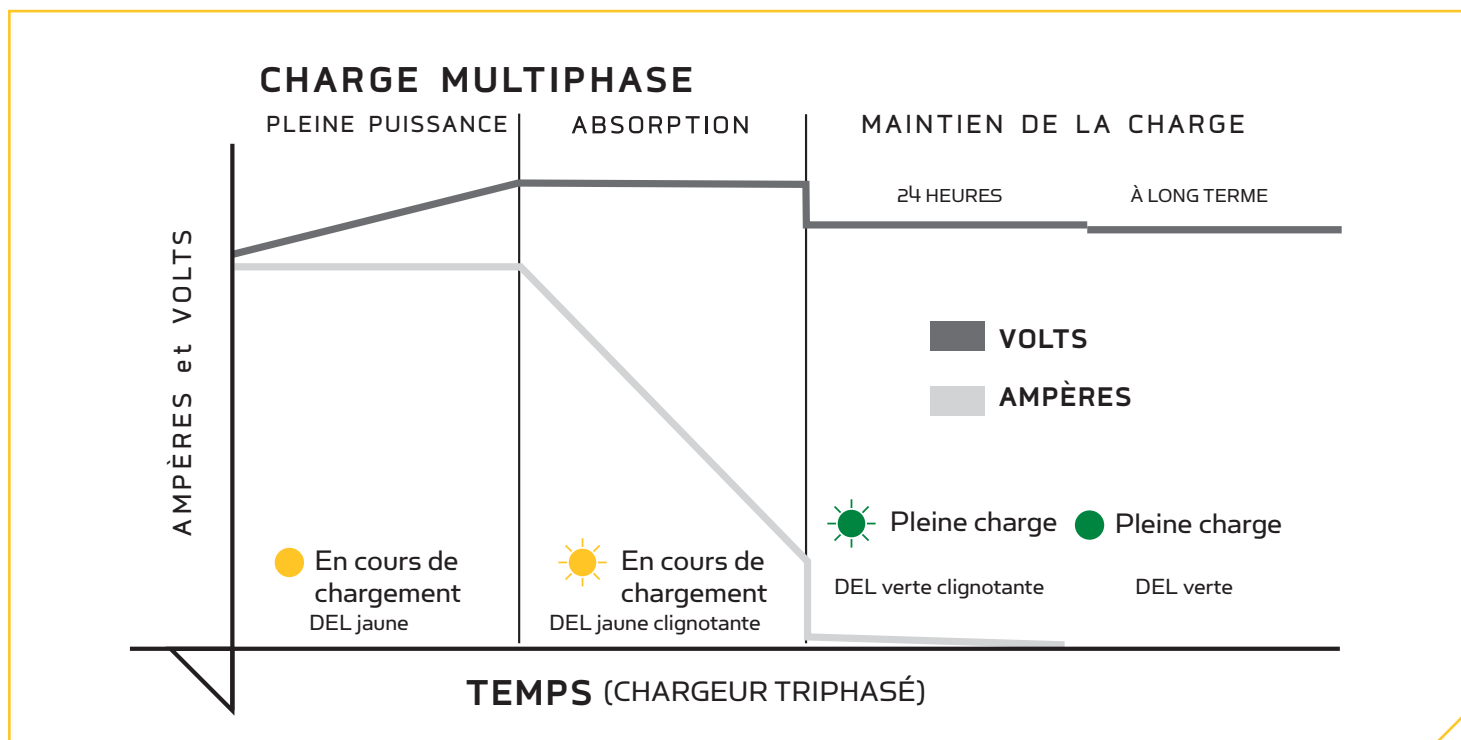 CHARGE MULTIPHASE
PLEINE PUISSANCE
ABSORPTION
MAINTIEN DE LA CHARGE
24 HEURES
À LONG TERME
AMPÈRES et VOLTS
VOLTS
AMPÈRES
En cours de
chargement
DEL jaune
En cours de
chargement
DEL jaune clignotante
Pleine charge
DEL verte clignotante
Pleine charge
DEL verte
TEMPS (CHARGEUR TRIPHASÉ)